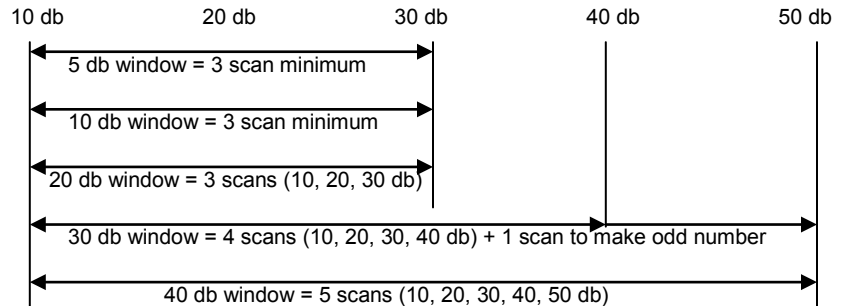 10 db 20 db 30 db 40 db 50 db
5 db window = 3 scan minimum
10 db window = 3 scan minimum
20 db window = 3 scans (10, 20, 30 db)
30 db window = 4 scans (10, 20, 30, 40 db) + 1 scan to make odd number
40 db window = 5 scans (10, 20, 30, 40, 50 db)